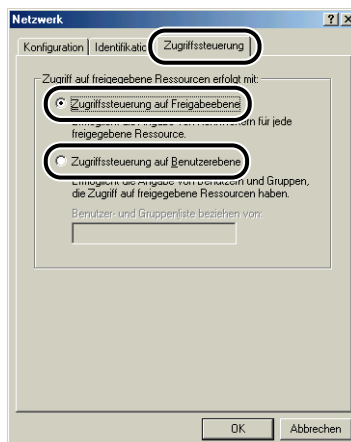 Netzwerk
Konfiguration Identifikatio Zugriffssteuerung
Zugriff auf freigegebene Ressourcen erfolgt mit:
Zugriffssteuerung auf Freigabeebene
für jede
freigegebene Ressource.
Zugriffssteuerung auf Benutzerebene
Ermöglicht die Angabe von Benutzern und Gruppen,
die Zugriff auf freigegebene Ressourcen haben.
Benutzer- und Gruppenliste beziehen von:
OK Abbrechen